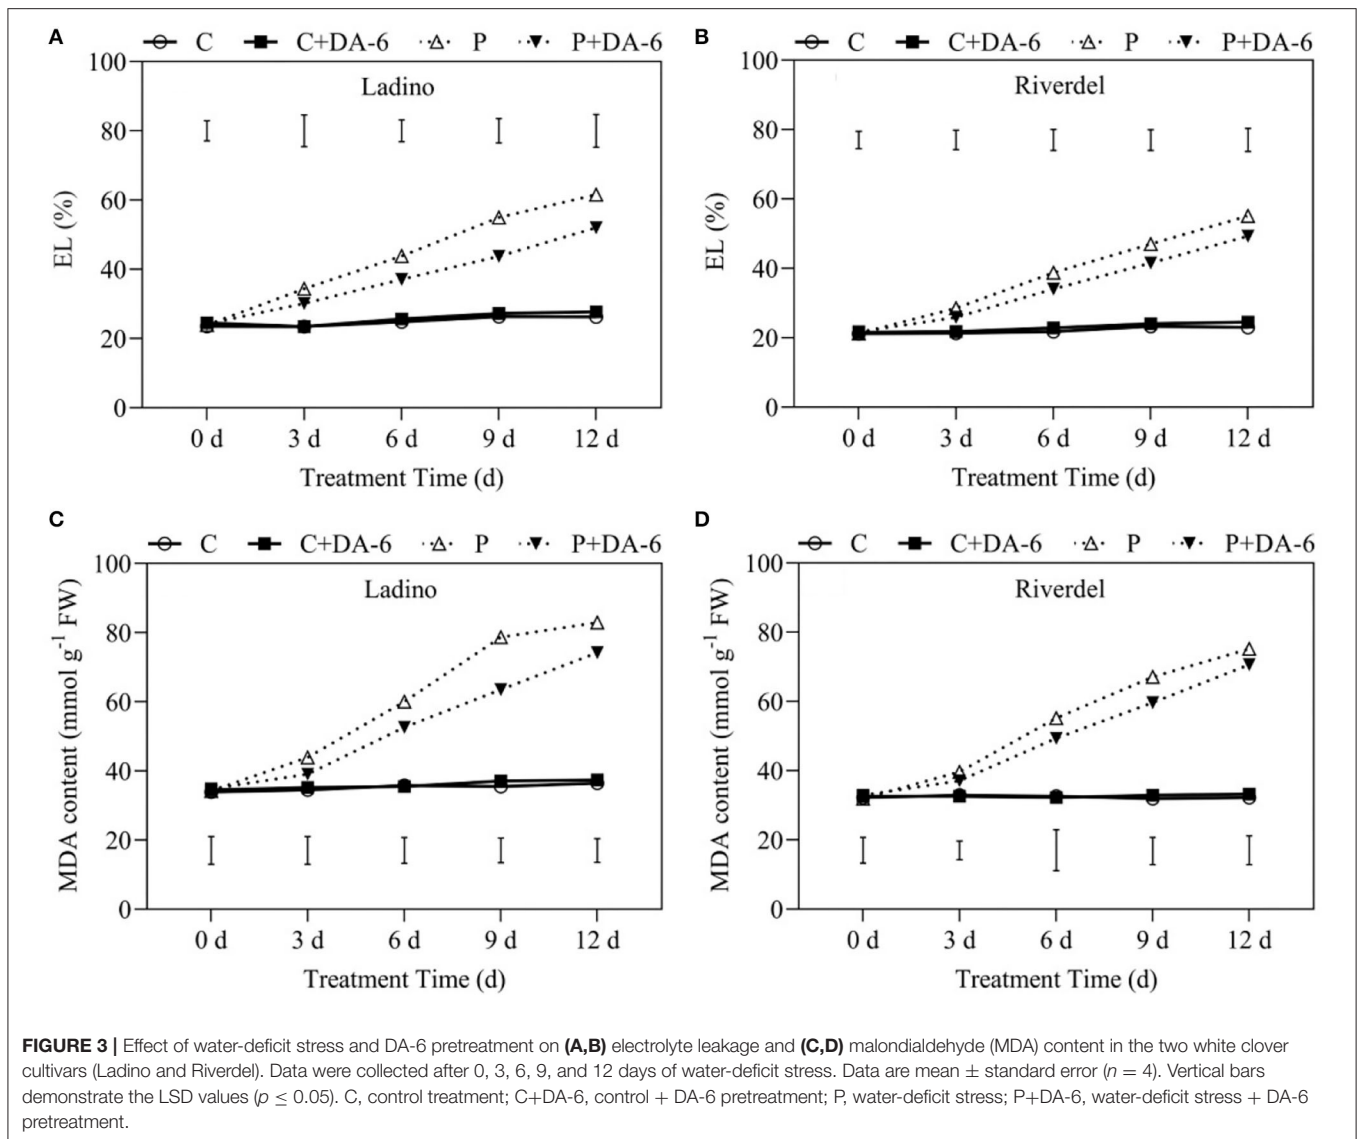 A
C C+DA-6 P P+DA-6
Ladino
100
80
60
40
20
0
EL (%)
0 d 3 d 6 d 9 d 12 d
Treatment Time (d)
B
C C+DA-6 P P+DA-6
Riverdel
100
80
60
40
20
0
EL (%)
0 d 3 d 6 d 9 d 12 d
Treatment Time (d)
C
C C+DA-6 P P+DA-6
Ladino
100
80
60
40
20
0
MDA content (mmol g⁻¹ FW)
0 d 3 d 6 d 9 d 12 d
Treatment Time (d)
D
C C+DA-6 P P+DA-6
Riverdel
100
80
60
40
20
0
MDA content (mmol g⁻¹ FW)
0 d 3 d 6 d 9 d 12 d
Treatment Time (d)
FIGURE 3 | Effect of water-deficit stress and DA-6 pretreatment on (A,B) electrolyte leakage and (C,D) malondialdehyde (MDA) content in the two white clover
cultivars (Ladino and Riverdel). Data were collected after 0, 3, 6, 9, and 12 days of water-deficit stress. Data are mean ± standard error (n = 4). Vertical bars
demonstrate the LSD values (p ≤ 0.05). C, control treatment; C+DA-6, control + DA-6 pretreatment; P, water-deficit stress; P+DA-6, water-deficit stress + DA-6
pretreatment.